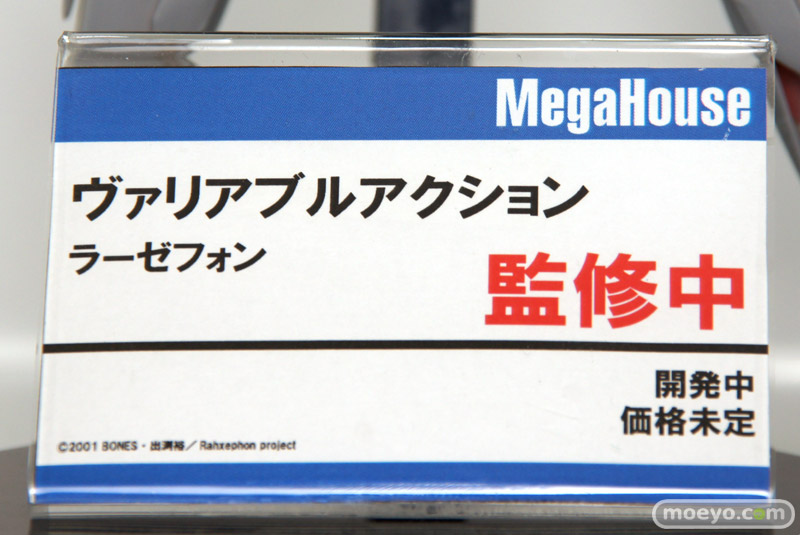 MegaHouse
ヴァリアブルアクション
ラーゼフォン
監修中
開発中
価格未定
©2001 BONES・出渕裕／Rahxephon project
moeyo.com